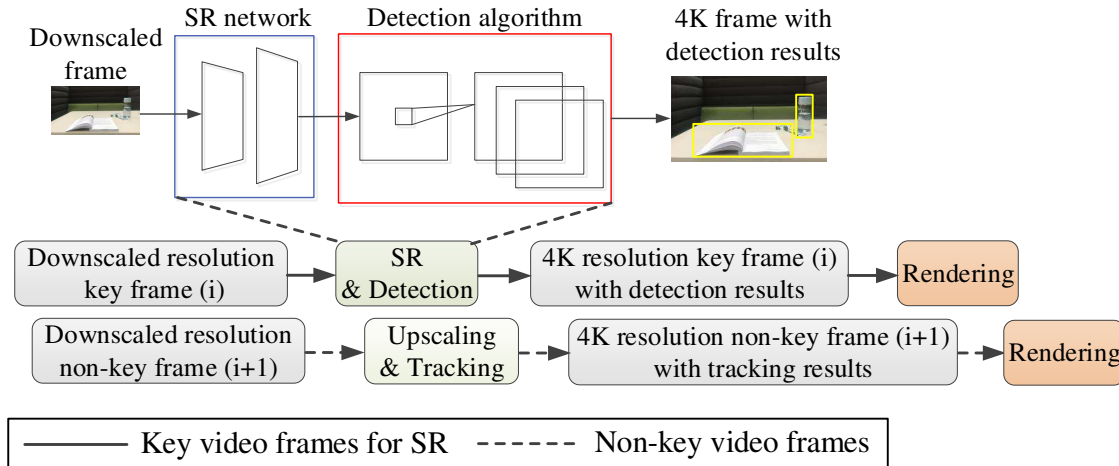 SR network
Detection algorithm
4K frame with
detection results
Downscaled
frame
Downscaled resolution
key frame (i)
SR
& Detection
4K resolution key frame (i)
with detection results
Rendering
Downscaled resolution
non-key frame (i+1)
Upscaling
& Tracking
4K resolution non-key frame (i+1)
with tracking results
Rendering
Key video frames for SR
Non-key video frames